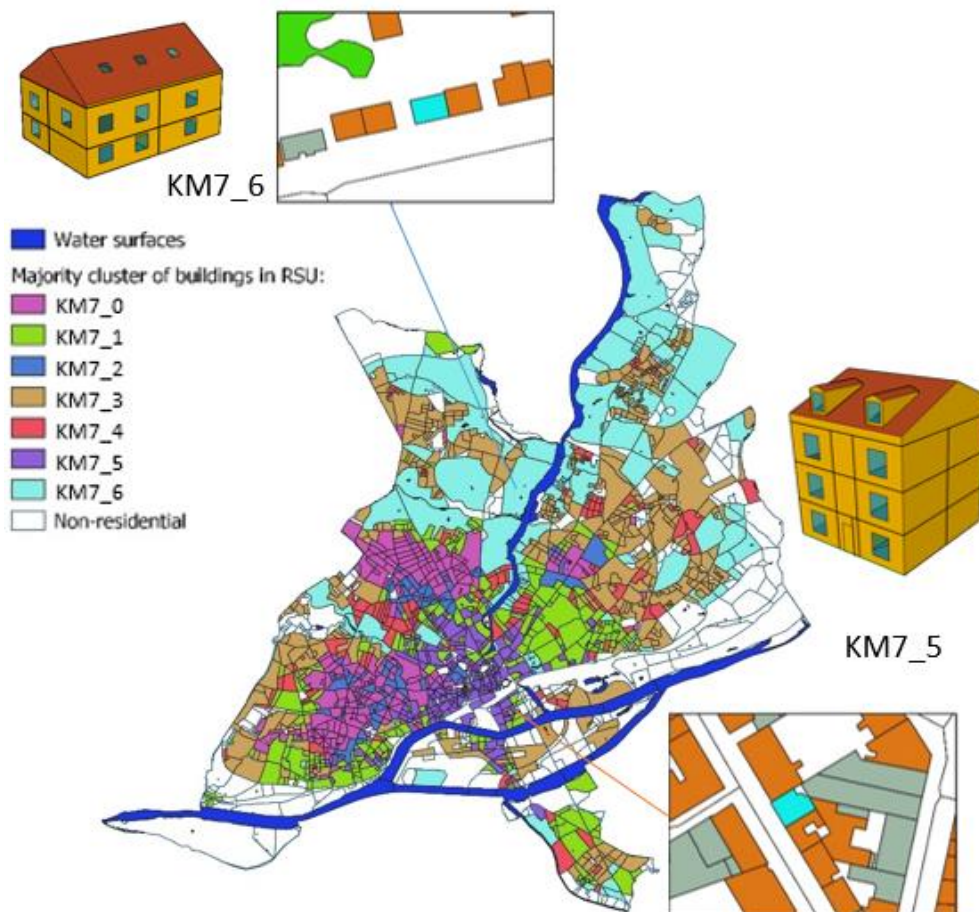 KM7_6
Water surfaces
Majority cluster of buildings in RSU:
KM7_0
KM7_1
KM7_2
KM7_3
KM7_4
KM7_5
KM7_6
Non-residential
KM7_5